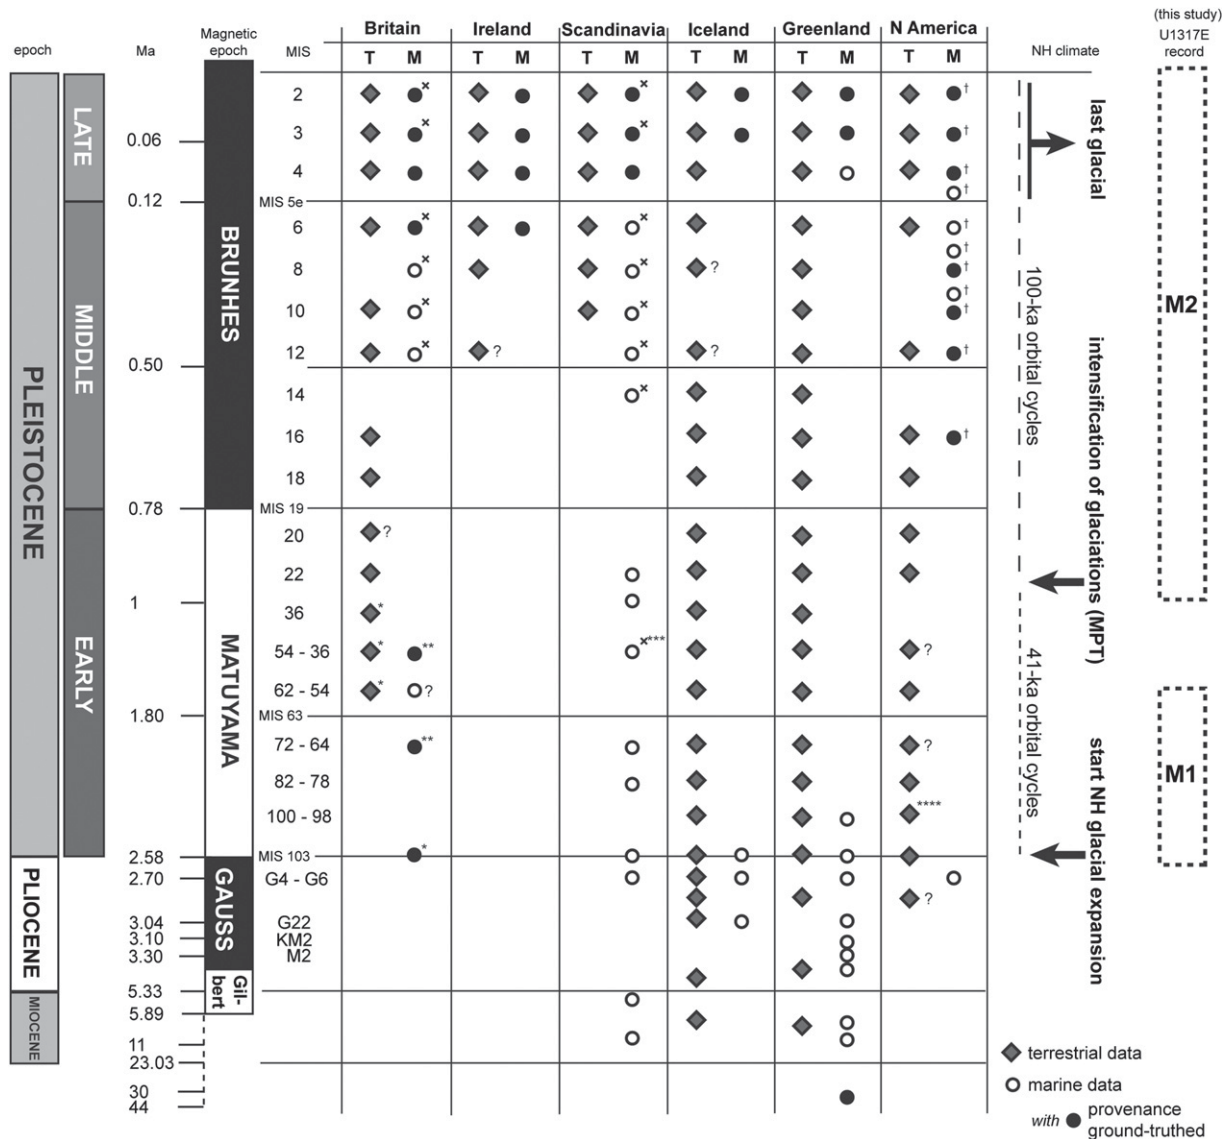 (this study)
U1317E
record
epoch
Ma
Magnetic
epoch
MIS
Britain
Ireland
Scandinavia
Iceland
Greenland
N America
NH climate
T M T M T M T M T M T M
PLEISTOCENE
LATE
MIDDLE
EARLY
PLIOCENE
MIOCENE
0.06
0.12
0.50
0.78
1
1.80
2.58
2.70
3.04
3.10
3.30
5.33
5.89
11
23.03
30
44
BRUNHES
MATUYAMA
GAUSS
Gil-
bert
2 × × †
3 × × †
4 †
†
MIS 5e
6 × × †
†
8 × × ? †
†
10 × × †
12 × ? × ? †
14 ×
16 †
18
MIS 19
20 ?
22
36 *
54 - 36 * ** ×*** ?
62 - 54 * ?
MIS 63
72 - 64 ** ?
82 - 78
100 - 98 ****
MIS 103 *
G4 - G6
?
G22
KM2
M2
last glacial
100-ka orbital cycles
intensification of glaciations (MPT)
41-ka orbital cycles
start NH glacial expansion
M2
M1
terrestrial data
marine data
with provenance
ground-truthed